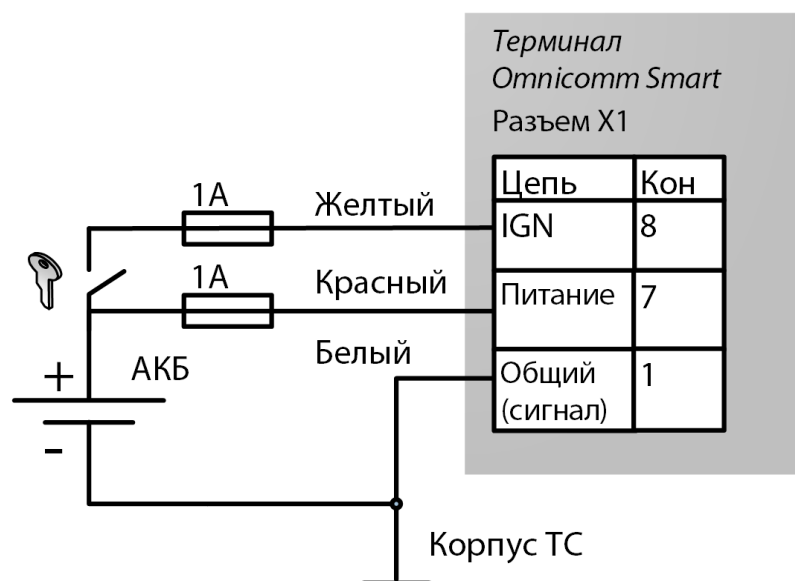 Терминал
Omnicomm Smart
Разъем X1
Цепь Кон
1А Желтый IGN 8
1А Красный Питание 7
Белый
+ АКБ Общий 1
(сигнал)
-
Корпус ТС